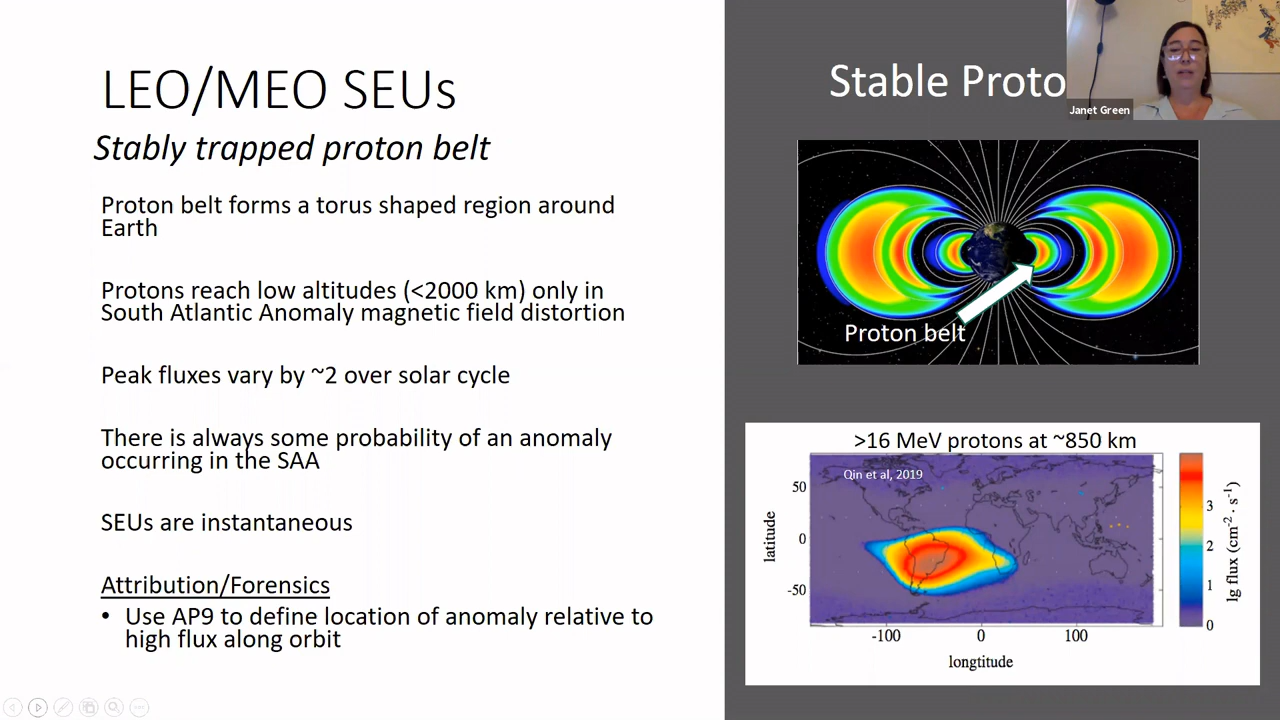 LEO/MEO SEUs
Stably trapped proton belt
Proton belt forms a torus shaped region around
Earth
Protons reach low altitudes (<2000 km) only in
South Atlantic Anomaly magnetic field distortion
Peak fluxes vary by ~2 over solar cycle
There is always some probability of an anomaly
occurring in the SAA
SEUs are instantaneous
Attribution/Forensics
• Use AP9 to define location of anomaly relative to
high flux along orbit
Stable Proto
Janet Green
Proton belt
>16 MeV protons at ~850 km
Qin et al, 2019
50
0
-50
latitude
-100
0
100
longtitude
3
2
1
0
lg flux (cm⁻² · s⁻¹)